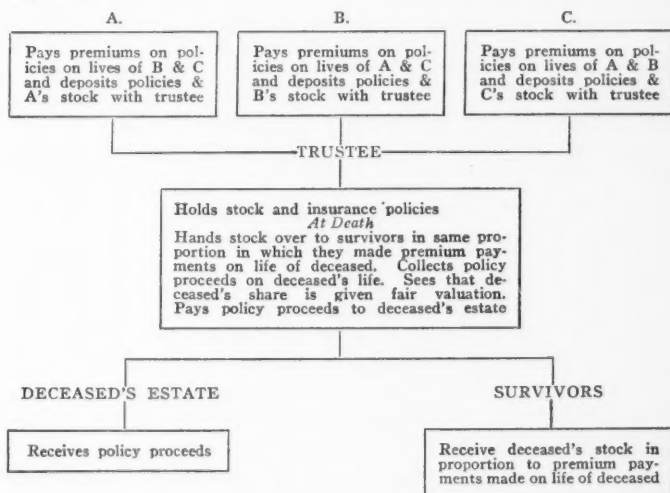 A.
Pays premiums on pol-
icies on lives of B & C
and deposits policies &
A's stock with trustee
B.
Pays premiums on pol-
icies on lives of A & C
and deposits policies &
B's stock with trustee
C.
Pays premiums on pol-
icies on lives of A & B
and deposits policies &
C's stock with trustee
TRUSTEE
Holds stock and insurance policies
At Death
Hands stock over to survivors in same pro-
portion in which they made premium pay-
ments on life of deceased. Collects policy
proceeds on deceased's life. Sees that de-
ceased's share is given fair valuation.
Pays policy proceeds to deceased's estate
DECEASED'S ESTATE
Receives policy proceeds
SURVIVORS
Receive deceased's stock in
proportion to premium pay-
ments made on life of deceased